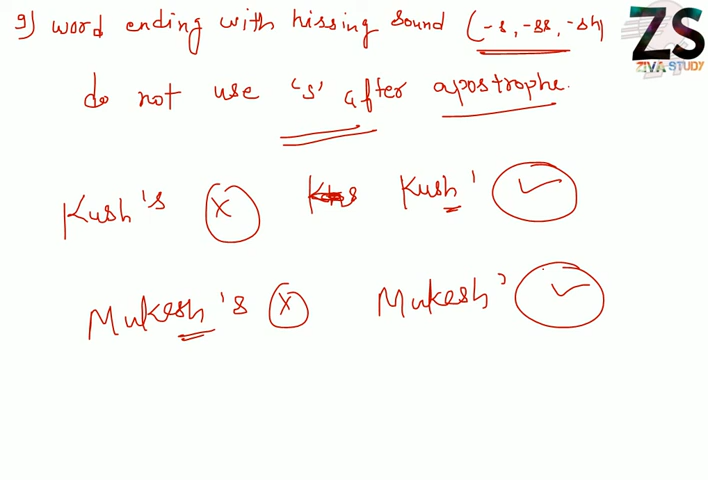 9) word ending with hissing sound (-s, -ss, -sh)
do not use 's' after apostrophe.
Kush's x Kush' ✓
Mukesh's x Mukesh' ✓
ZS
ZIVA STUDY